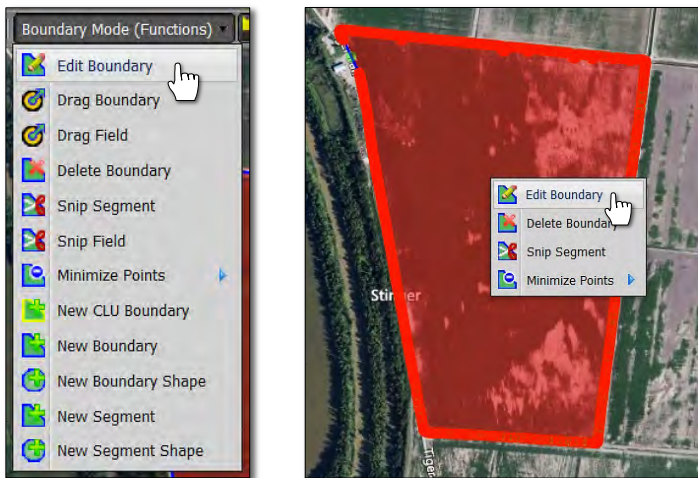 Boundary Mode (Functions)
Edit Boundary
Drag Boundary
Drag Field
Delete Boundary
Snip Segment
Snip Field
Minimize Points
New CLU Boundary
New Boundary
New Boundary Shape
New Segment
New Segment Shape
Edit Boundary
Delete Boundary
Snip Segment
Minimize Points
Stinger
Tiger